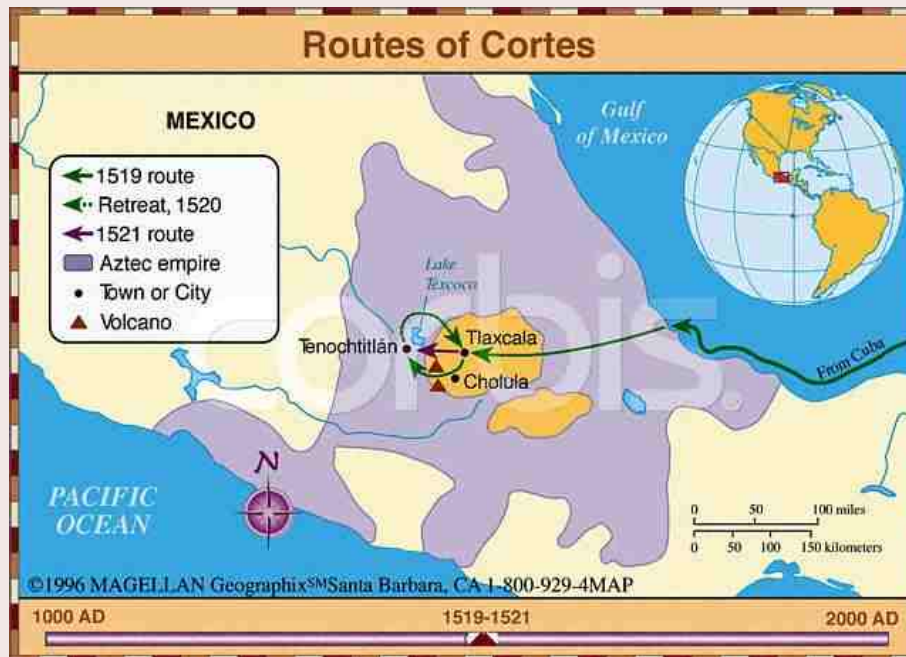 Routes of Cortes
Gulf
of Mexico
MEXICO
1519 route
Retreat, 1520
1521 route
Aztec empire
Town or City
Volcano
Lake
Texcoco
Tenochtitlán
Tlaxcala
Cholula
From Cuba
corbis.
N
PACIFIC
OCEAN
0 50 100 miles
0 50 100 150 kilometers
©1996 MAGELLAN Geographix℠Santa Barbara, CA 1-800-929-4MAP
1000 AD 1519-1521 2000 AD